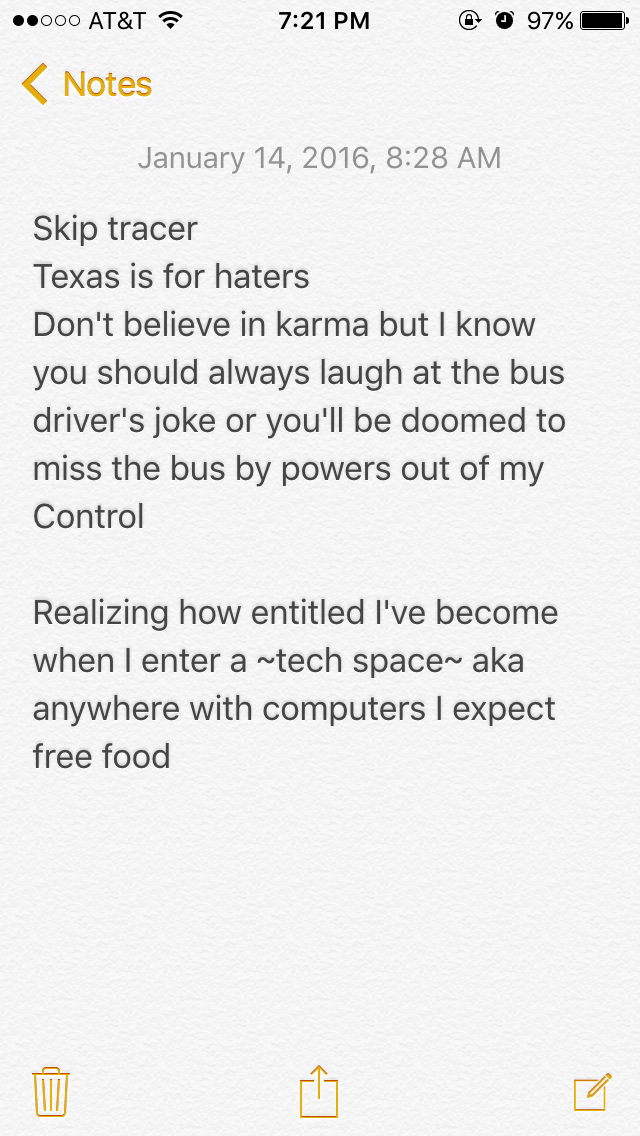 AT&T 7:21 PM 97%
Notes
January 14, 2016, 8:28 AM
Skip tracer
Texas is for haters
Don't believe in karma but I know
you should always laugh at the bus
driver's joke or you'll be doomed to
miss the bus by powers out of my
Control
Realizing how entitled I've become
when I enter a ~tech space~ aka
anywhere with computers I expect
free food